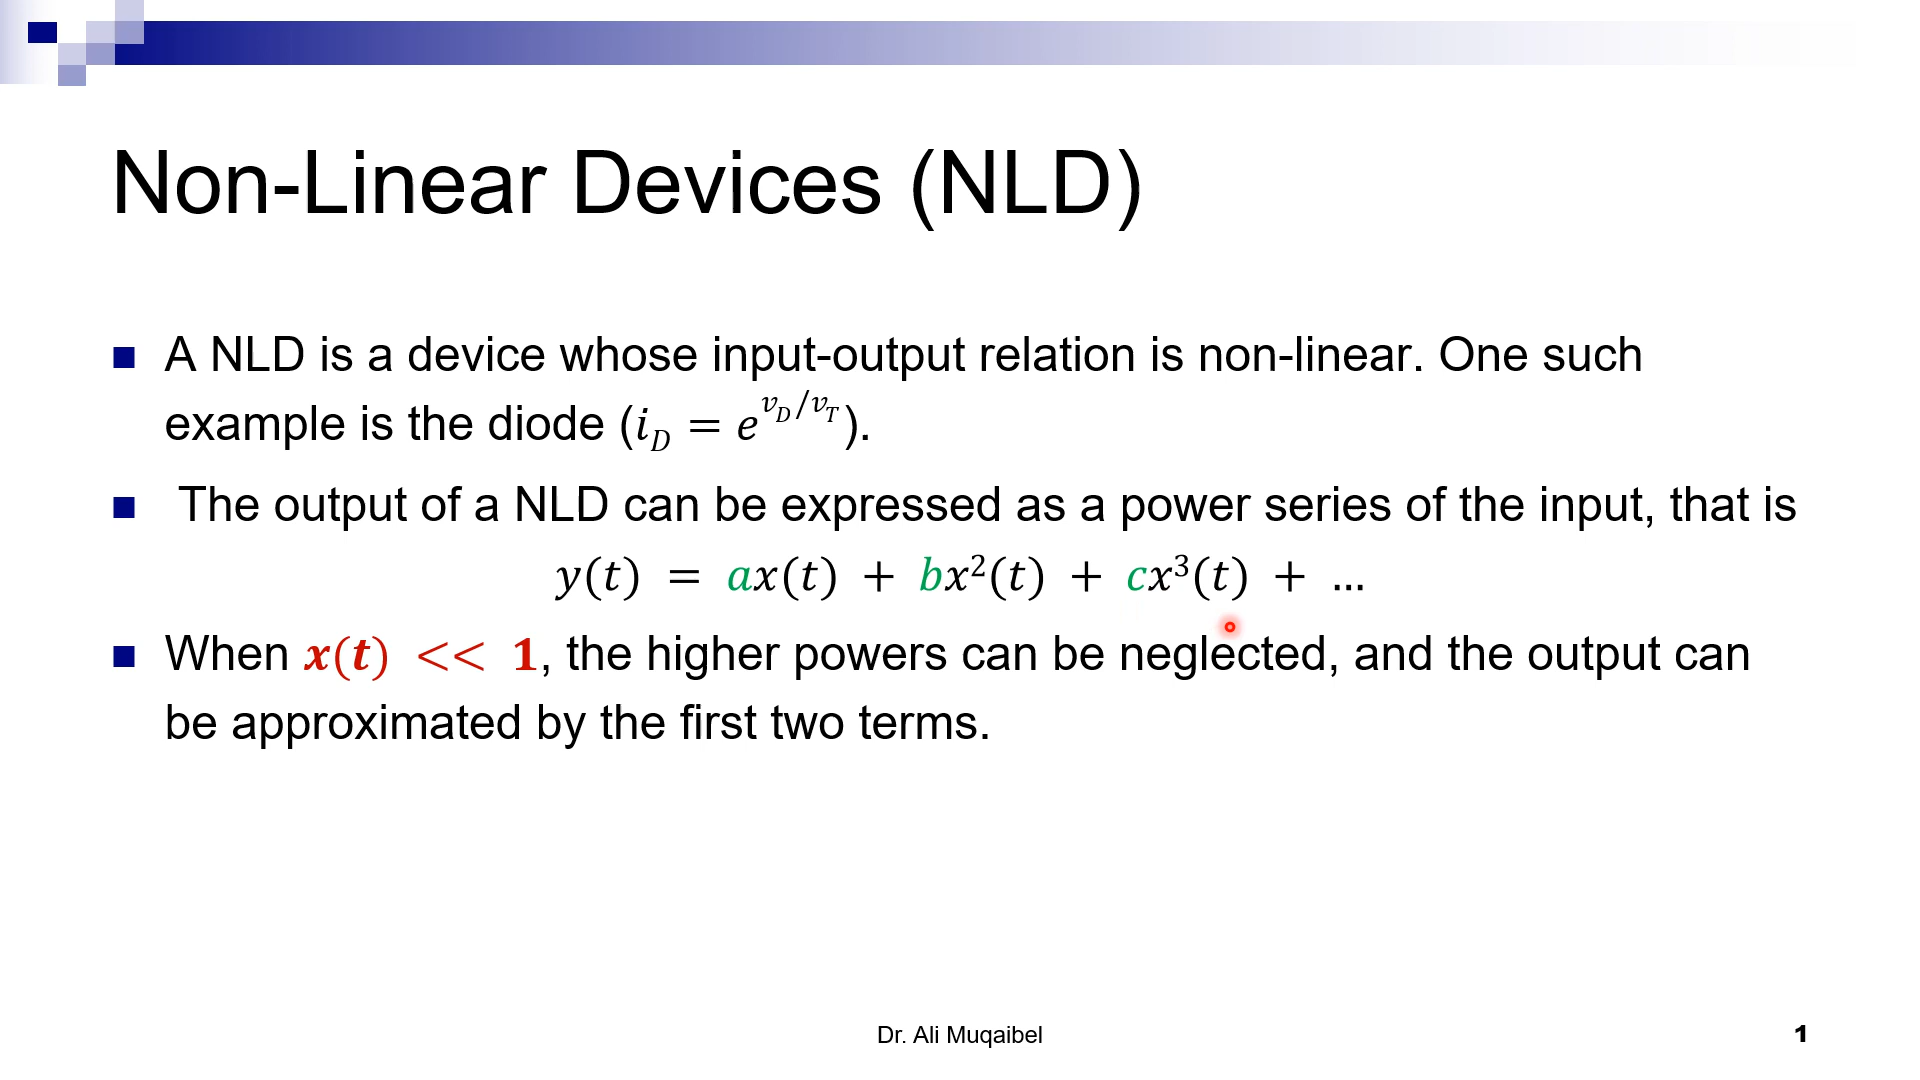 Non-Linear Devices (NLD)
A NLD is a device whose input-output relation is non-linear. One such
example is the diode (i_D = e^{v_D/v_T}).
The output of a NLD can be expressed as a power series of the input, that is
y(t) = ax(t) + bx²(t) + cx³(t) + ...
When x(t) << 1, the higher powers can be neglected, and the output can
be approximated by the first two terms.
Dr. Ali Muqaibel
1